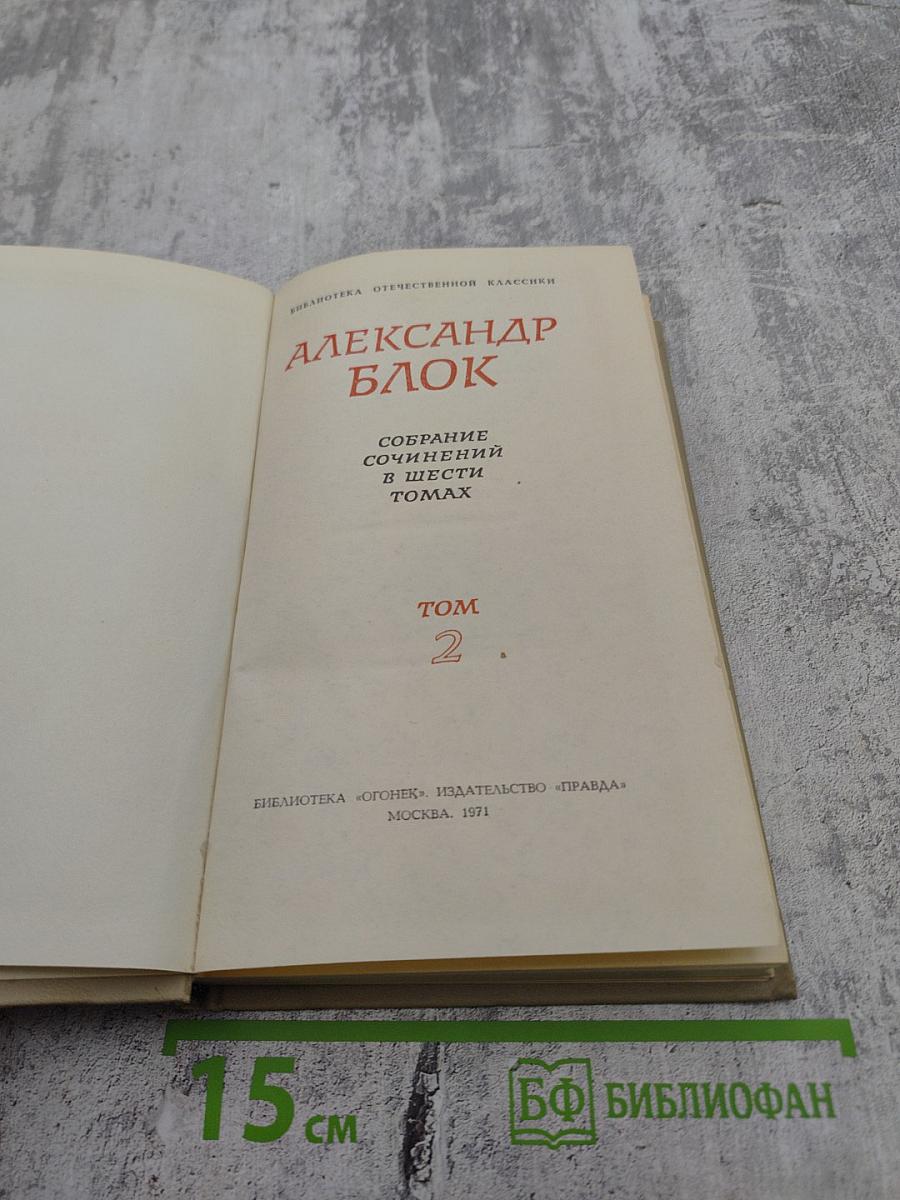 БИБЛИОТЕКА ОТЕЧЕСТВЕННОЙ КЛАССИКИ
АЛЕКСАНДР
БЛОК
СОБРАНИЕ
СОЧИНЕНИЙ
В ШЕСТИ
ТОМАХ
ТОМ
2
БИБЛИОТЕКА «ОГОНЕК». ИЗДАТЕЛЬСТВО «ПРАВДА»
МОСКВА. 1971
15 СМ
БФ БИБЛИОФАН